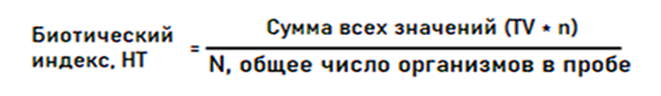 Биотический
индекс, НТ
=
Сумма всех значений (TV * n)
N, общее число организмов в пробе